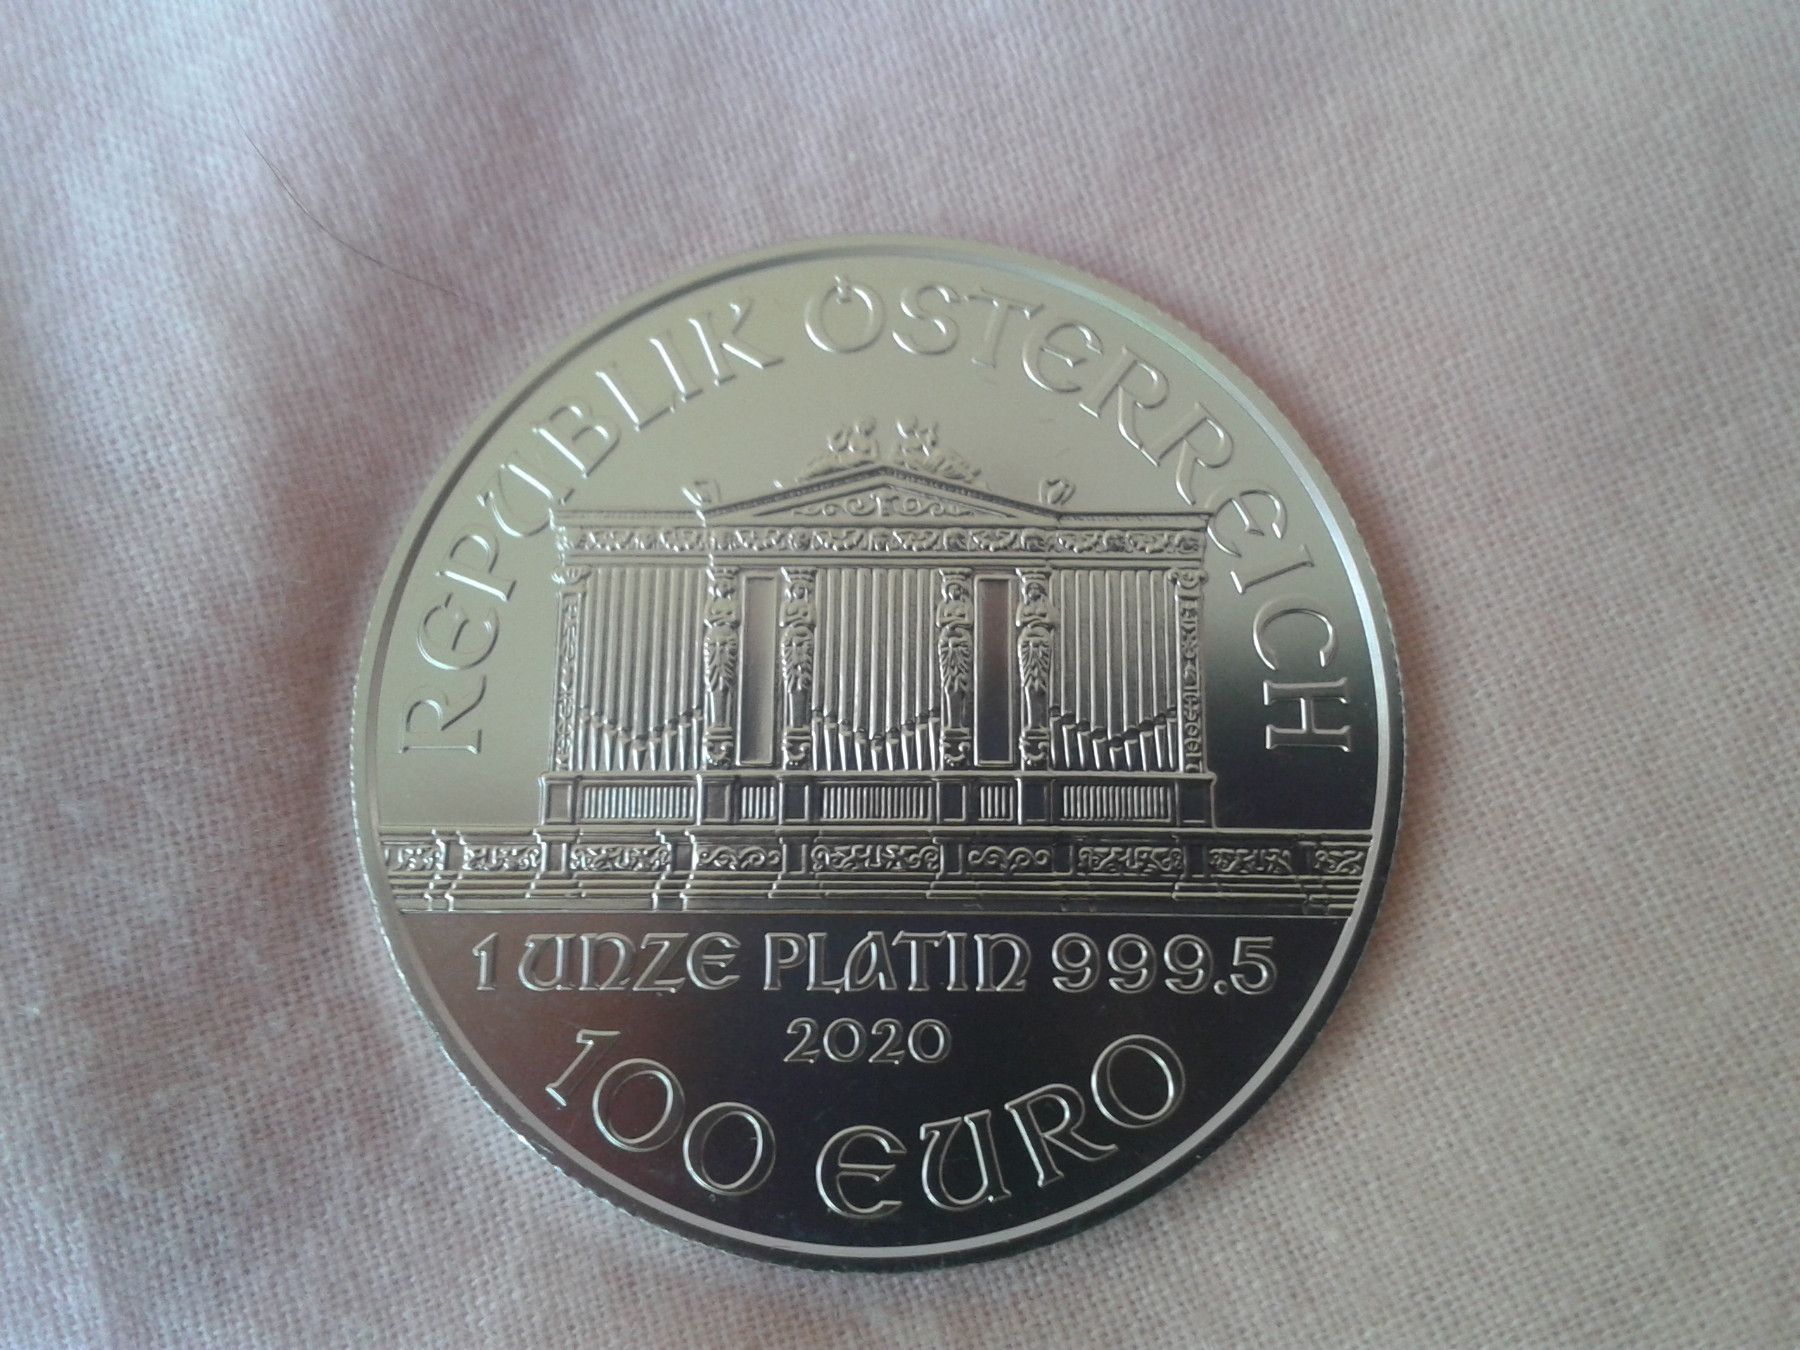 REPUBLIK ÖSTERREICH
1 UNZE PLATIN 999.5
2020
100 EURO